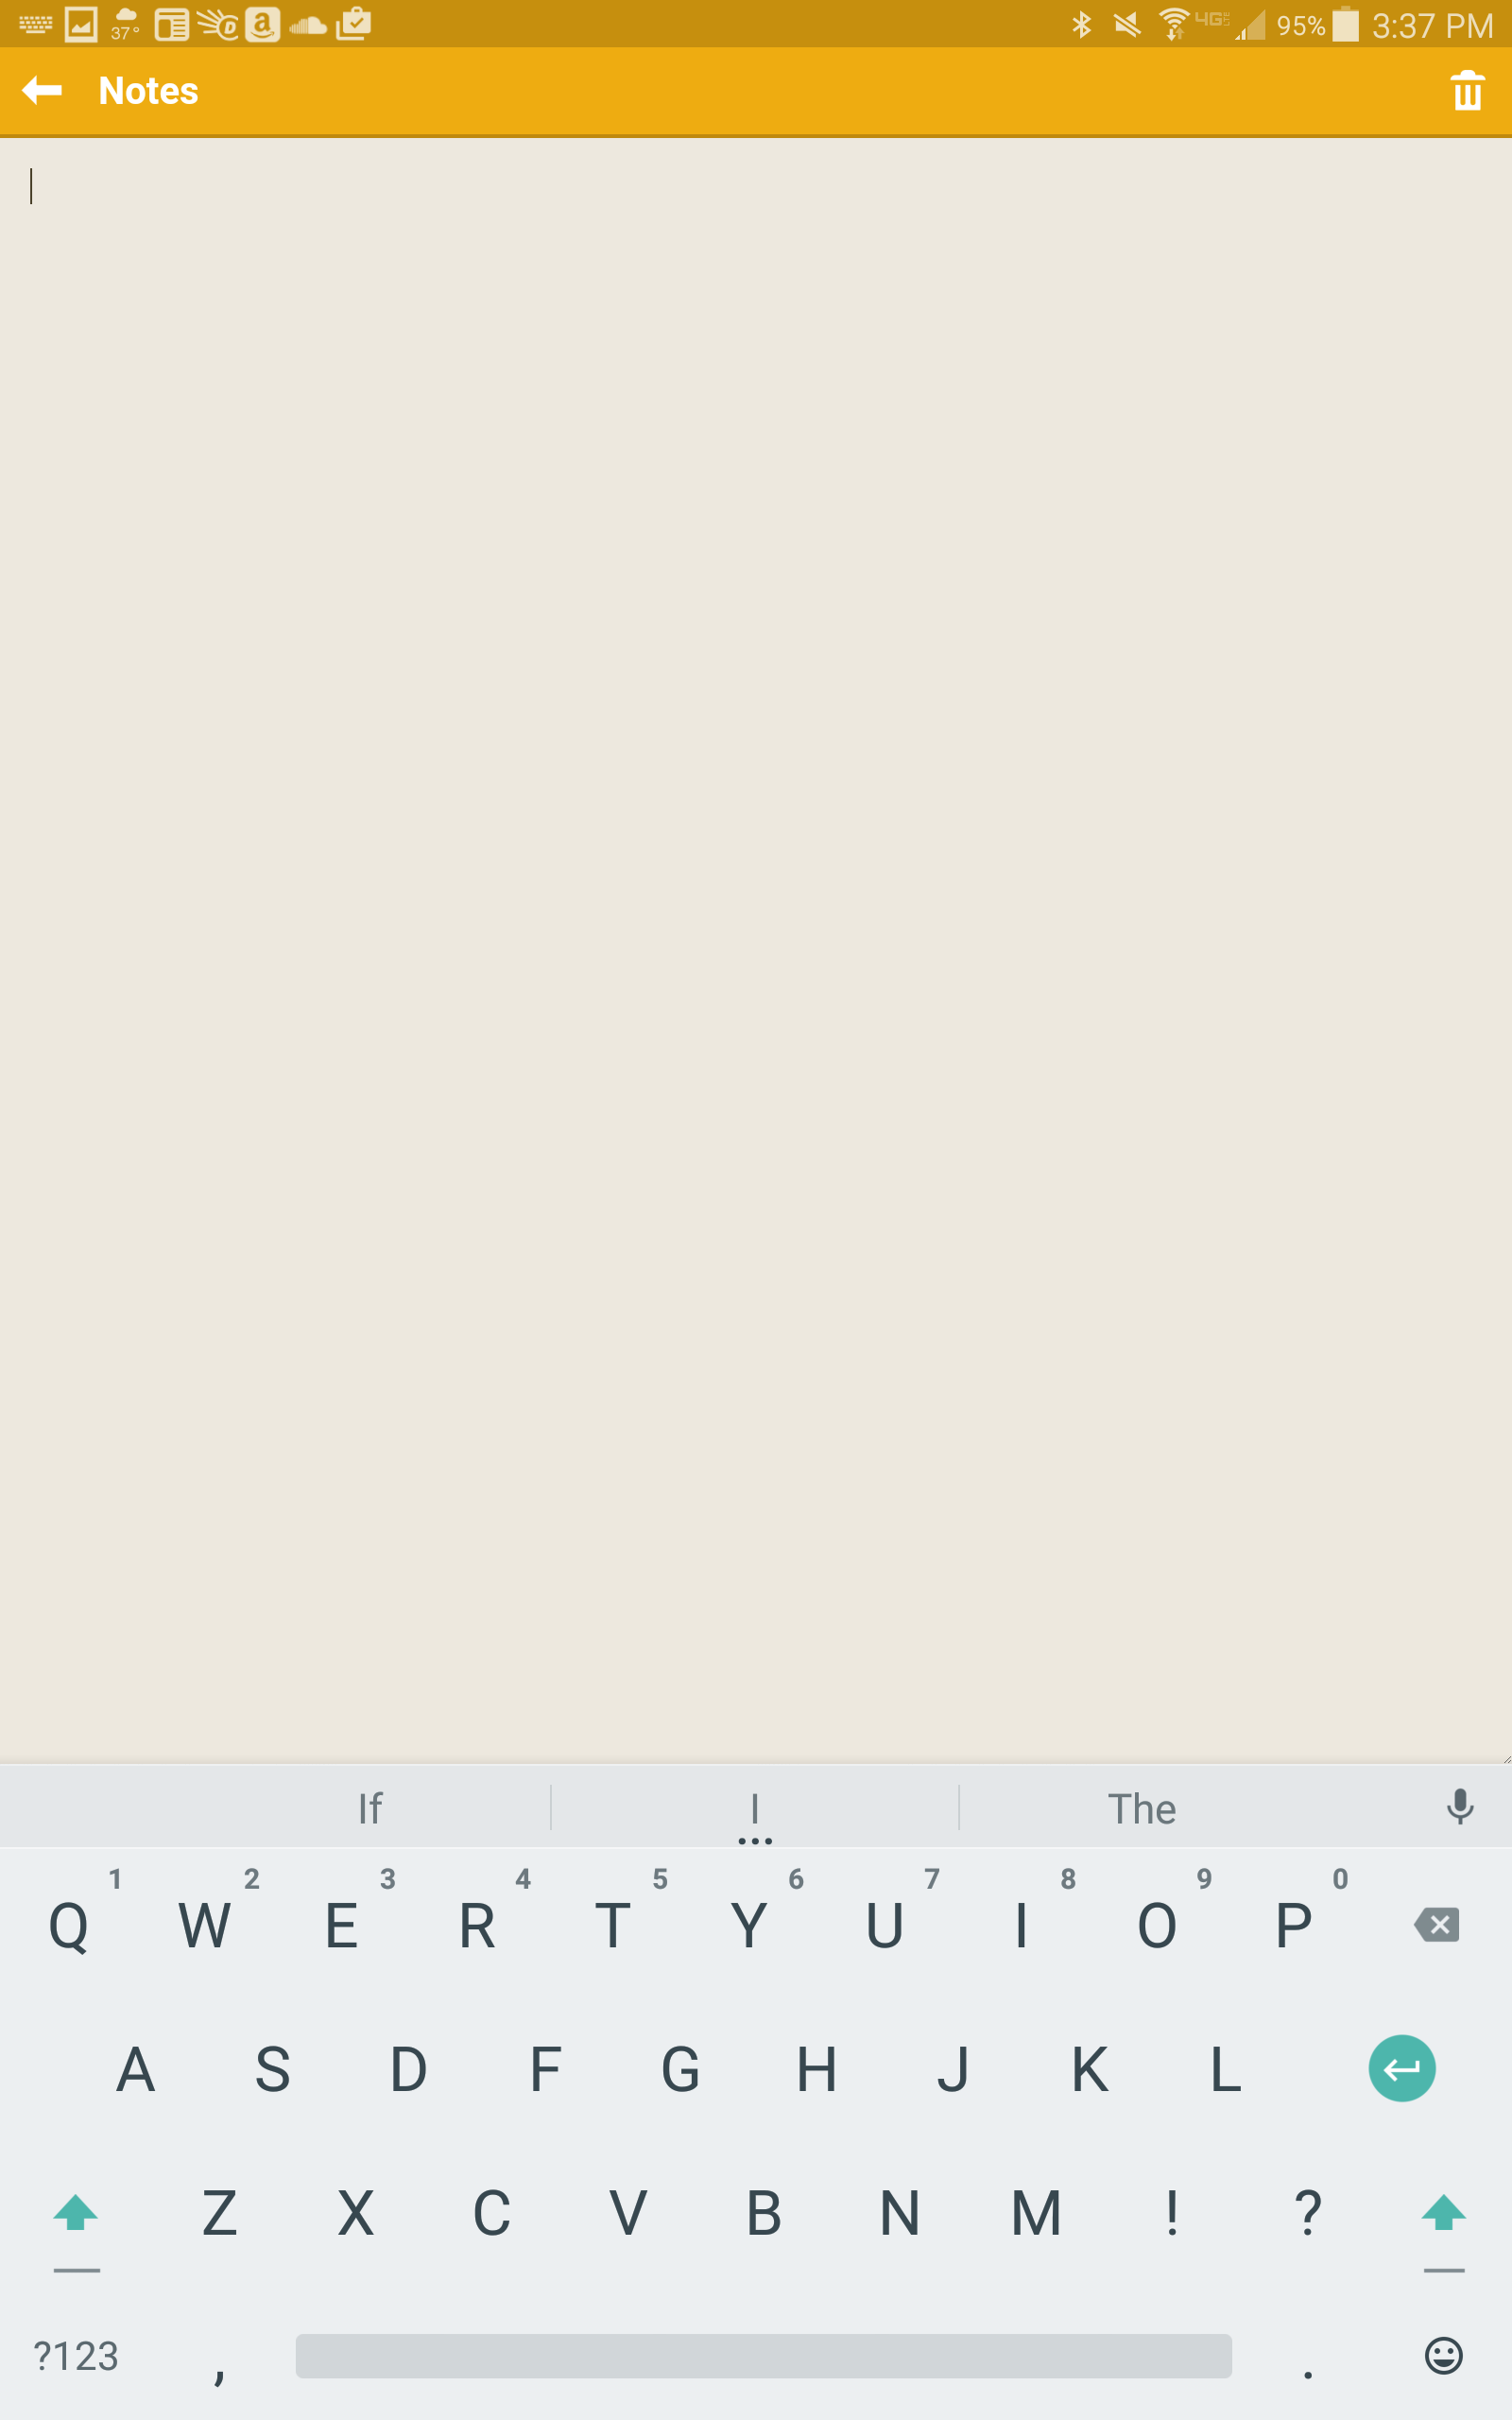 37° 4G LTE 95% 3:37 PM
Notes
If I The
1 2 3 4 5 6 7 8 9 0
Q W E R T Y U I O P
A S D F G H J K L
Z X C V B N M ! ?
?123 , .